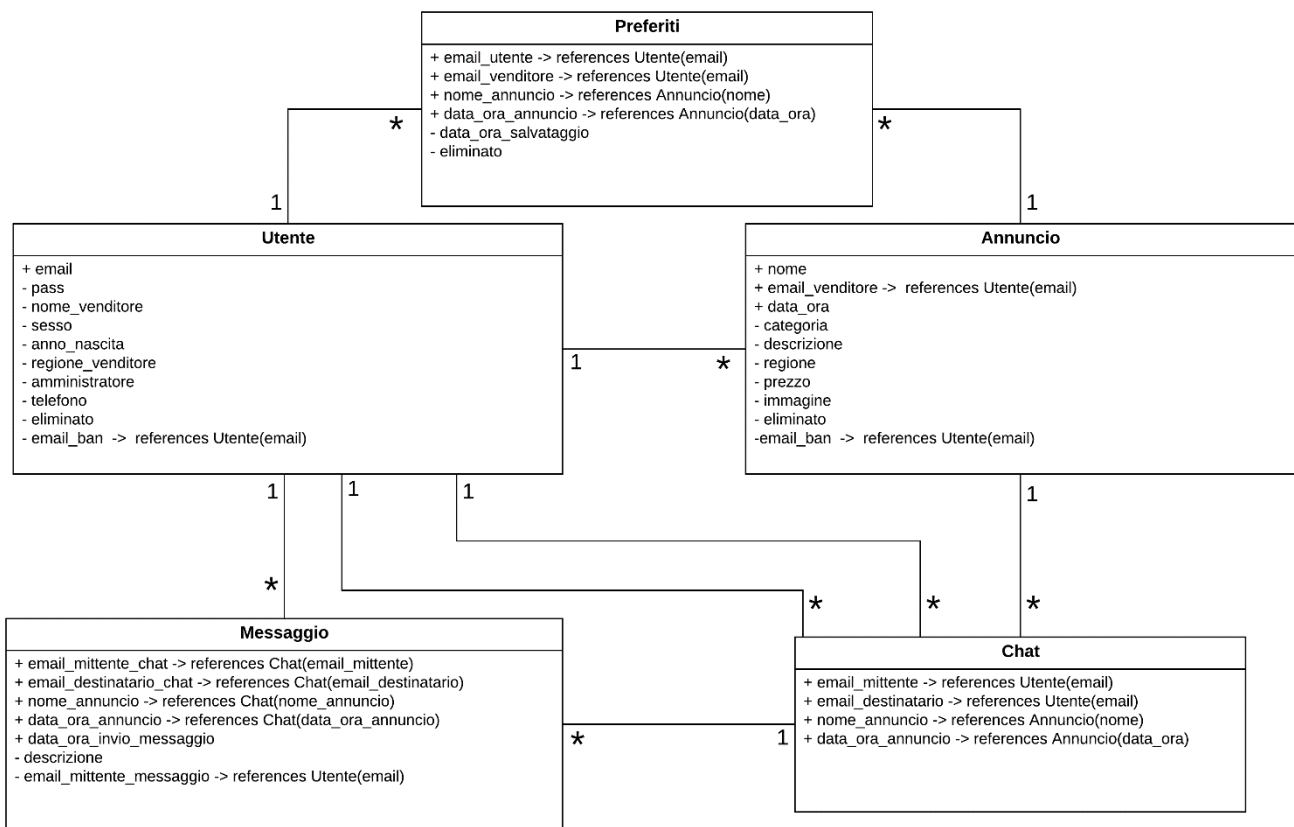 Preferiti
+ email_utente -> references Utente(email)
+ email_venditore -> references Utente(email)
+ nome_annuncio -> references Annuncio(nome)
+ data_ora_annuncio -> references Annuncio(data_ora)
- data_ora_salvataggio
- eliminato
* *
1 1
Utente
+ email
- pass
- nome_venditore
- sesso
- anno_nascita
- regione_venditore
- amministratore
- telefono
- eliminato
- email_ban -> references Utente(email)
1 *
Annuncio
+ nome
+ email_venditore -> references Utente(email)
+ data_ora
- categoria
- descrizione
- regione
- prezzo
- immagine
- eliminato
-email_ban -> references Utente(email)
1 1 1 1
* * * *
Messaggio
+ email_mittente_chat -> references Chat(email_mittente)
+ email_destinatario_chat -> references Chat(email_destinatario)
+ nome_annuncio -> references Chat(nome_annuncio)
+ data_ora_annuncio -> references Chat(data_ora_annuncio)
+ data_ora_invio_messaggio
- descrizione
- email_mittente_messaggio -> references Utente(email)
* 1
Chat
+ email_mittente -> references Utente(email)
+ email_destinatario -> references Utente(email)
+ nome_annuncio -> references Annuncio(nome)
+ data_ora_annuncio -> references Annuncio(data_ora)